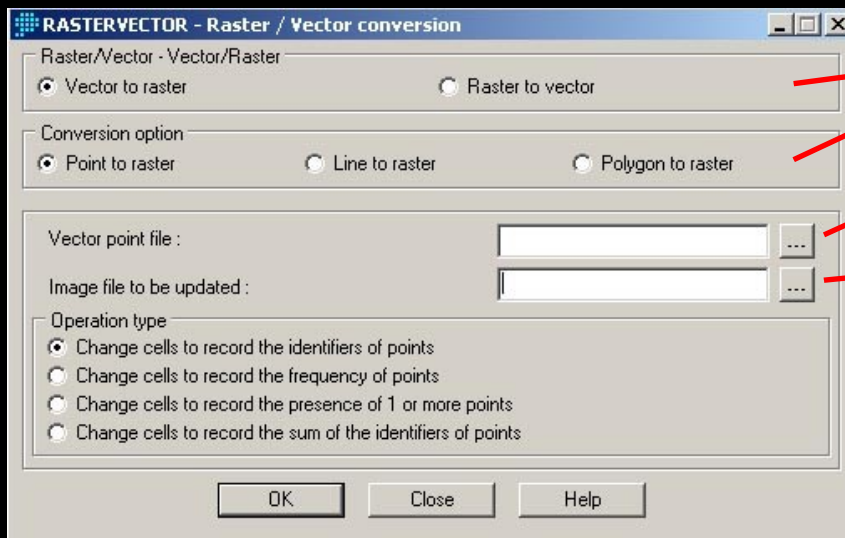 RASTERVECTOR - Raster / Vector conversion
Raster/Vector - Vector/Raster
Vector to raster Raster to vector
Conversion option
Point to raster Line to raster Polygon to raster
Vector point file :
...
Image file to be updated :
...
Operation type
Change cells to record the identifiers of points
Change cells to record the frequency of points
Change cells to record the presence of 1 or more points
Change cells to record the sum of the identifiers of points
OK Close Help